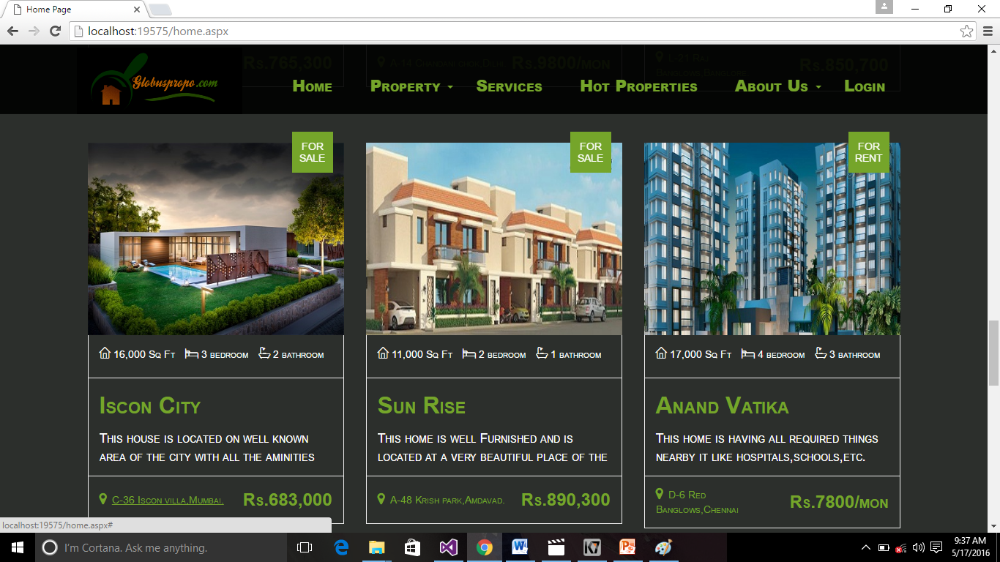 Home Page
localhost:19575/home.aspx
Rs.765,300
A-14 Chandni chok,Delhi
Rs.9800/mon
L-21 Raj
Banglows,Banglore
Rs.850,700
Globuspropo.com
Home
Property
Services
Hot Properties
About Us
Login
FOR
SALE
FOR
SALE
FOR
RENT
16,000 Sq Ft 3 bedroom 2 bathroom
11,000 Sq Ft 2 bedroom 1 bathroom
17,000 Sq Ft 4 bedroom 3 bathroom
Iscon City
Sun Rise
Anand Vatika
This house is located on well known
area of the city with all the aminities
This home is well Furnished and is
located at a very beautiful place of the
This home is having all required things
nearby it like hospitals,schools,etc.
C-36 Iscon villa,Mumbai.
Rs.683,000
A-48 Krish park,Amdavad.
Rs.890,300
D-6 Red
Banglows,Chennai
Rs.7800/mon
localhost:19575/home.aspx#
I'm Cortana. Ask me anything.
9:37 AM
5/17/2016